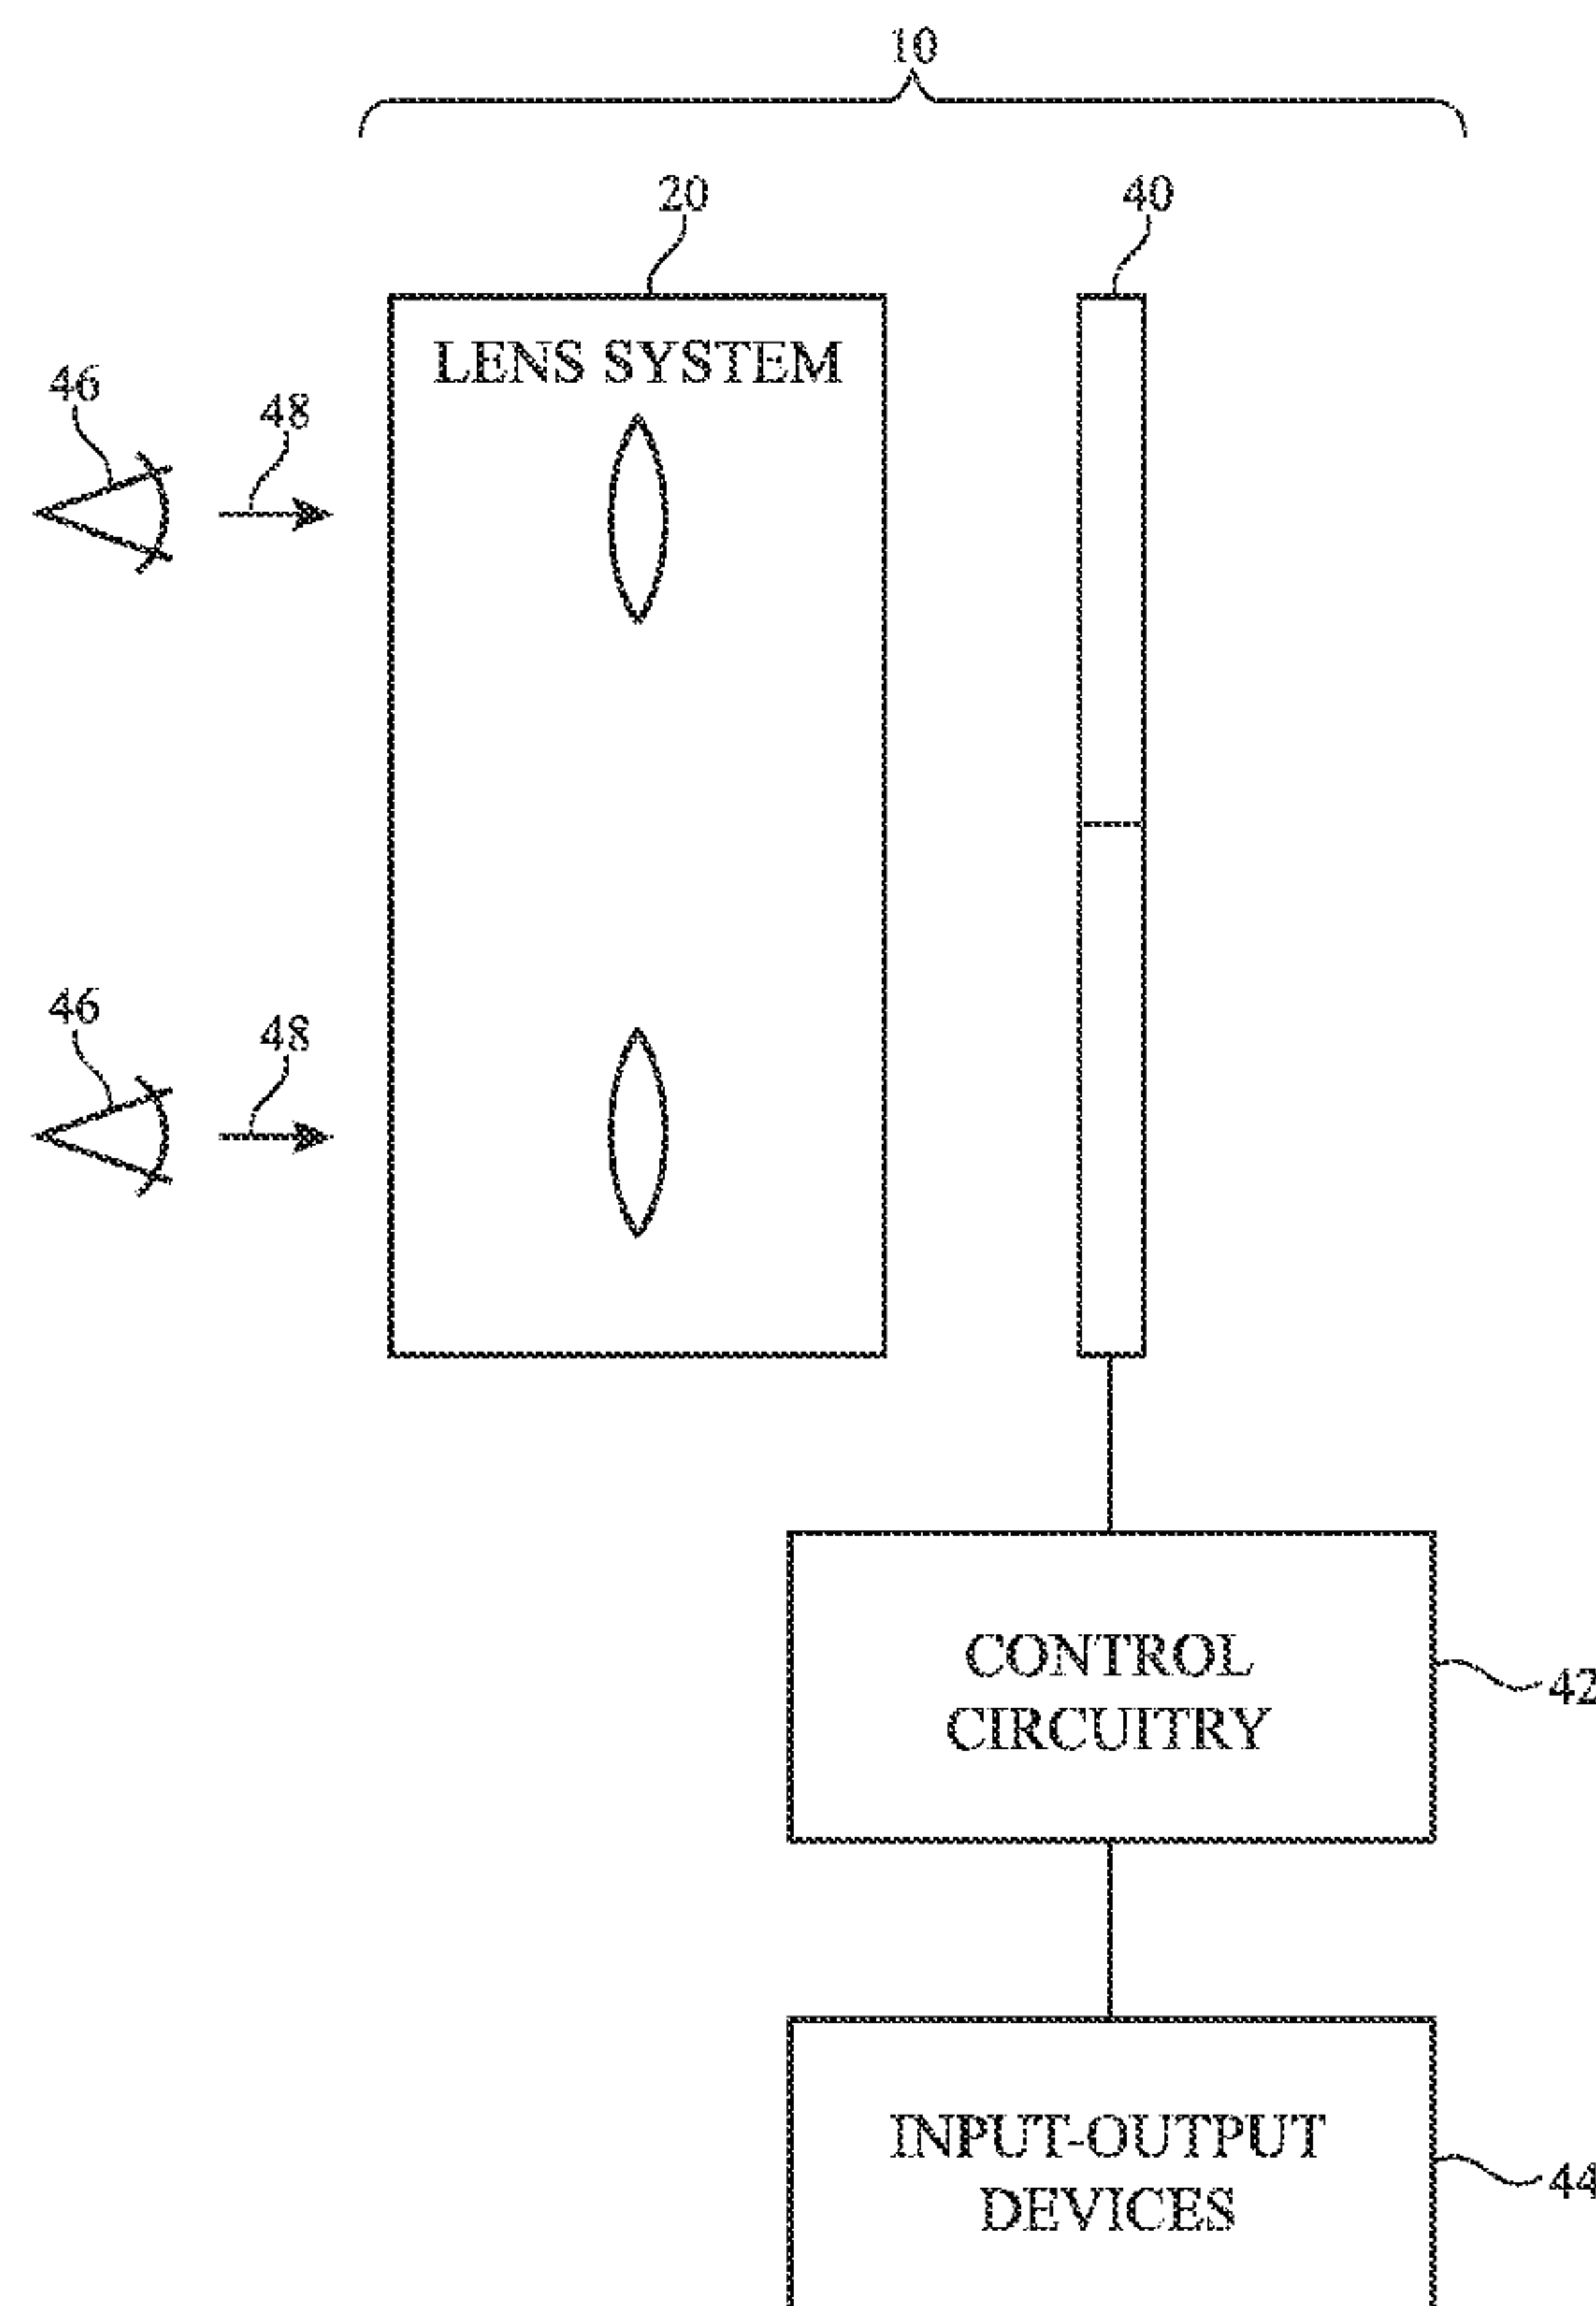 10
20
40
LENS SYSTEM
46
48
46
48
CONTROL
CIRCUITRY
42
INPUT-OUTPUT
DEVICES
44